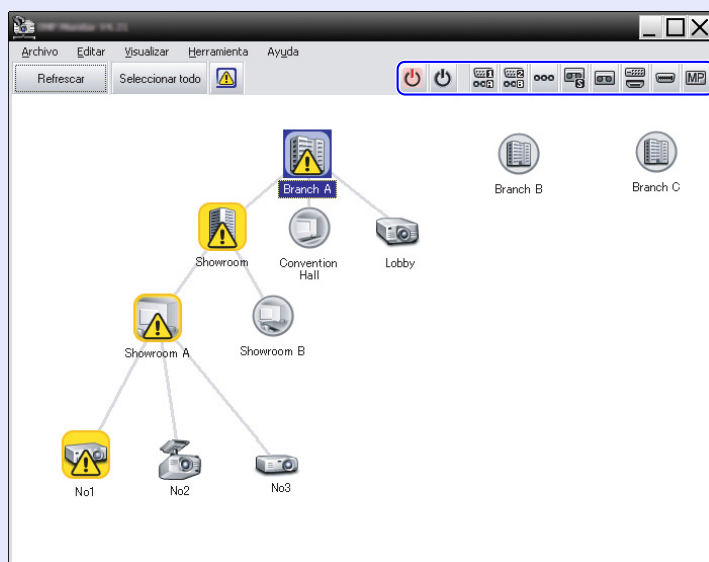 Archivo Editar Visualizar Herramienta Ayuda
Refrescar Seleccionar todo MP
Branch A
Branch B
Branch C
Showroom
Convention
Hall
Lobby
Showroom A
Showroom B
No1
No2
No3